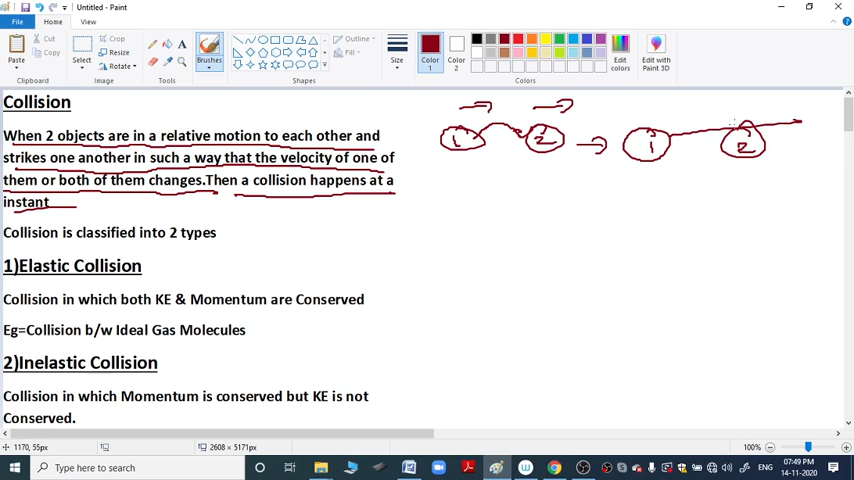 Untitled - Paint
File
Home
View
Paste
Cut
Copy
Clipboard
Select
Crop
Resize
Rotate
Image
Tools
Brushes
Shapes
Outline
Fill
Size
Color
1
Color
2
Colors
Edit
colors
Edit with
Paint 3D
Collision
When 2 objects are in a relative motion to each other and
strikes one another in such a way that the velocity of one of
them or both of them changes.Then a collision happens at a
instant
1
2
1
2
Collision is classified into 2 types
1)Elastic Collision
Collision in which both KE & Momentum are Conserved
Eg=Collision b/w Ideal Gas Molecules
2)Inelastic Collision
Collision in which Momentum is conserved but KE is not
Conserved.
1170, 55px
2608 × 5171px
100%
Type here to search
ENG
07:49 PM
14-11-2020